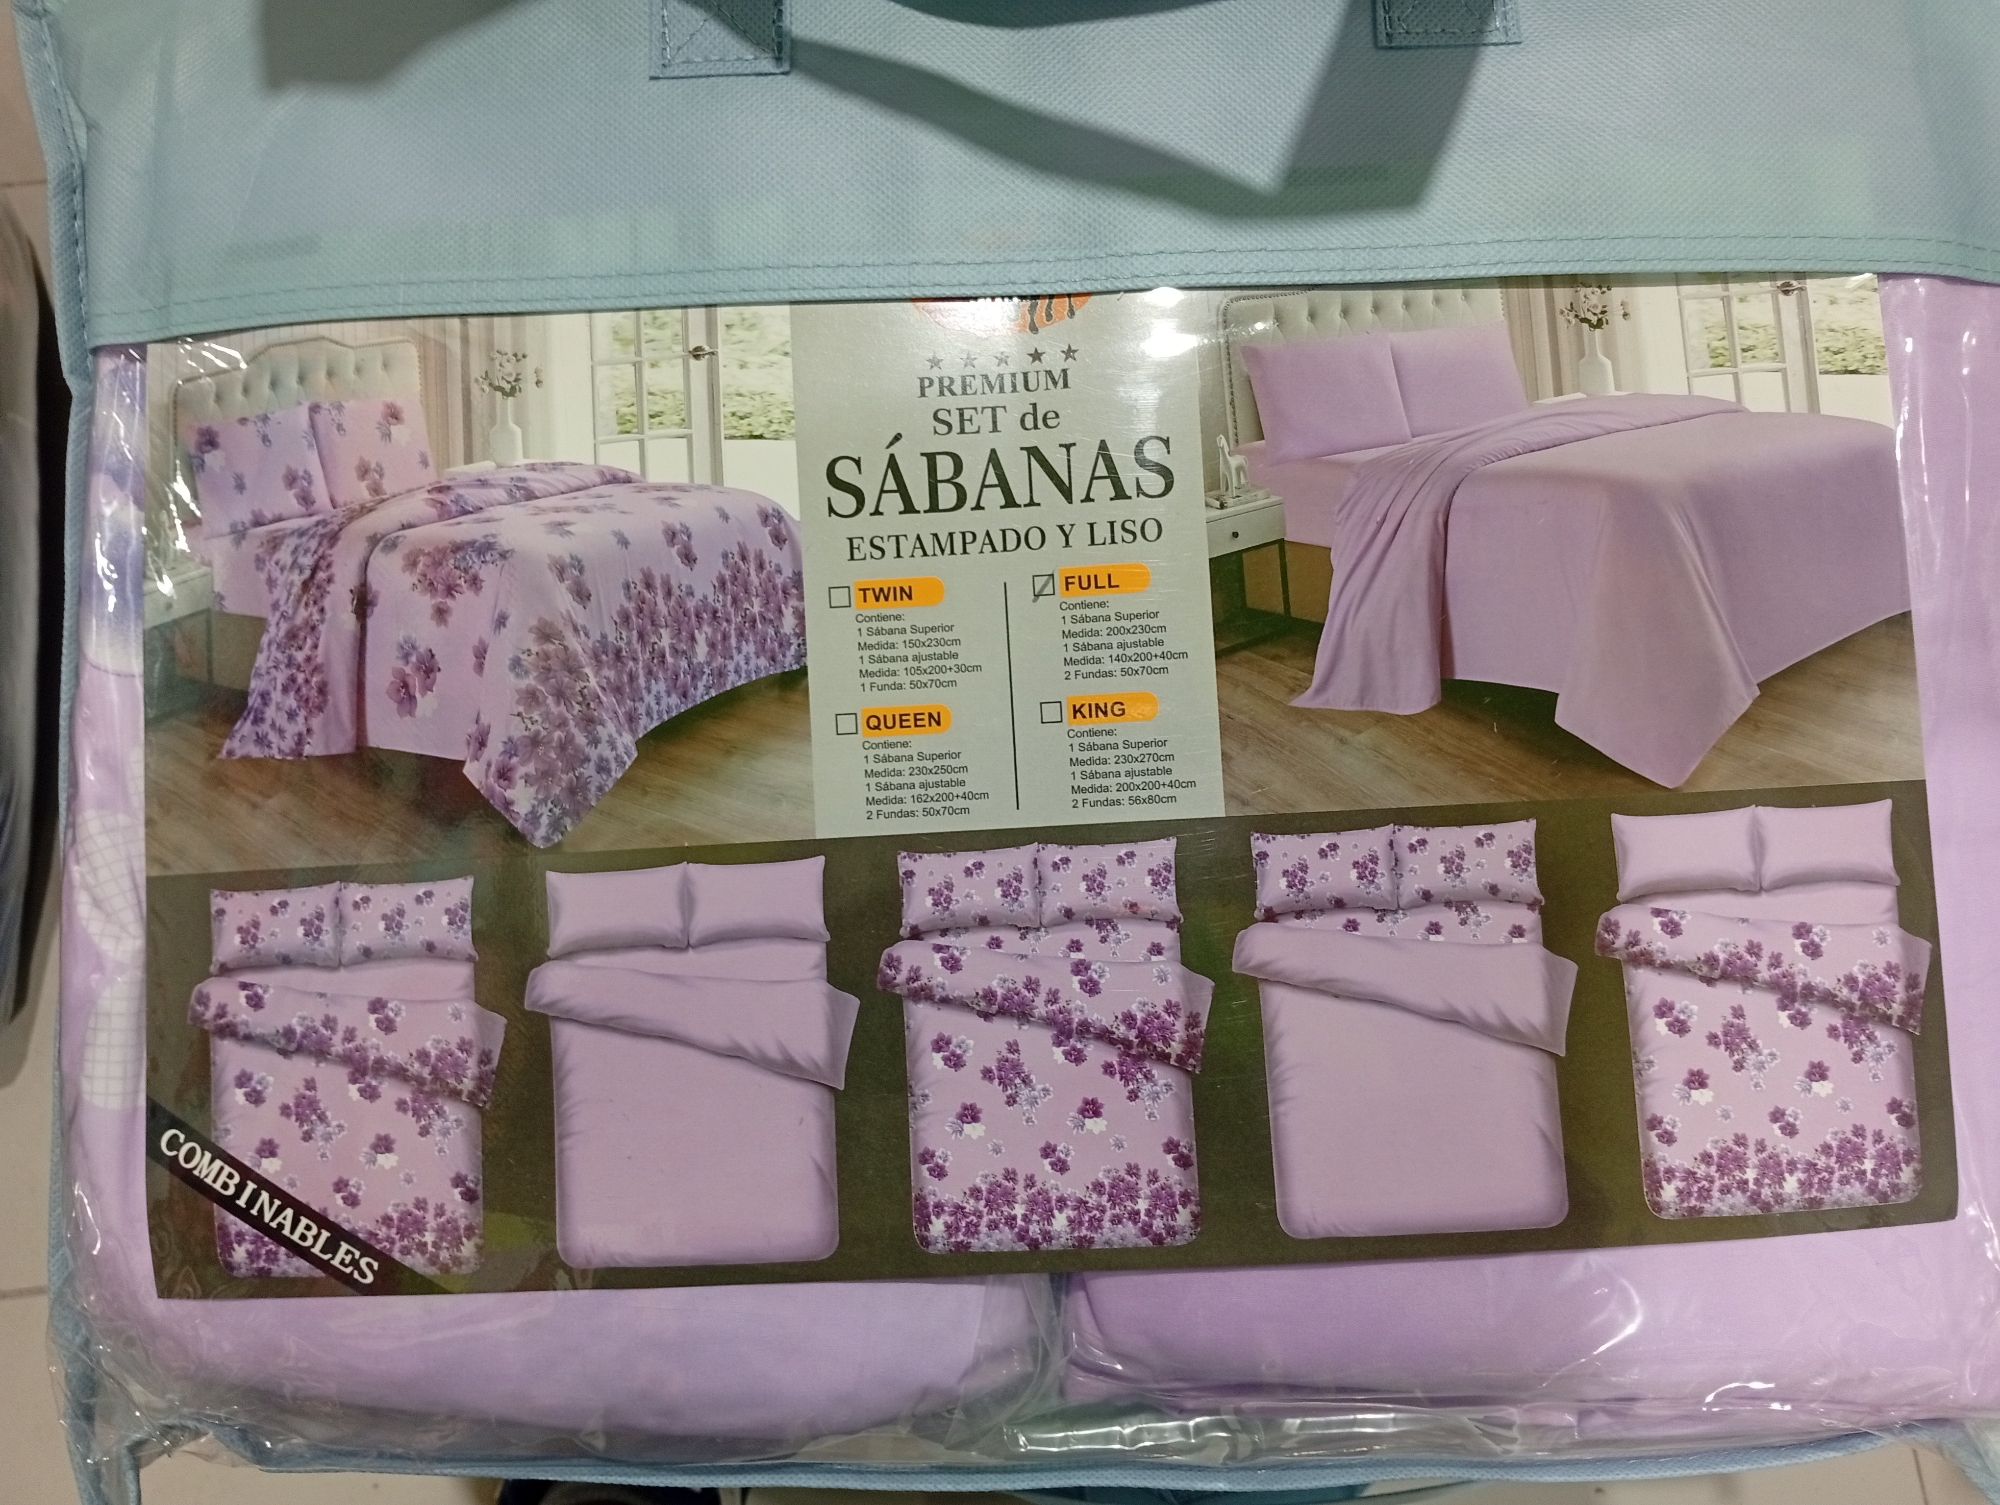 PREMIUM
SET de
SÁBANAS
ESTAMPADO Y LISO
TWIN
Contiene:
1 Sábana Superior
Medida: 150x230cm
1 Sábana ajustable
Medida: 105x200+30cm
1 Funda: 50x70cm
FULL
Contiene:
1 Sábana Superior
Medida: 200x230cm
1 Sábana ajustable
Medida: 140x200+40cm
2 Fundas: 50x70cm
QUEEN
Contiene:
1 Sábana Superior
Medida: 230x250cm
1 Sábana ajustable
Medida: 162x200+40cm
2 Fundas: 50x70cm
KING
Contiene:
1 Sábana Superior
Medida: 230x270cm
1 Sábana ajustable
Medida: 200x200+40cm
2 Fundas: 56x80cm
COMBINABLES